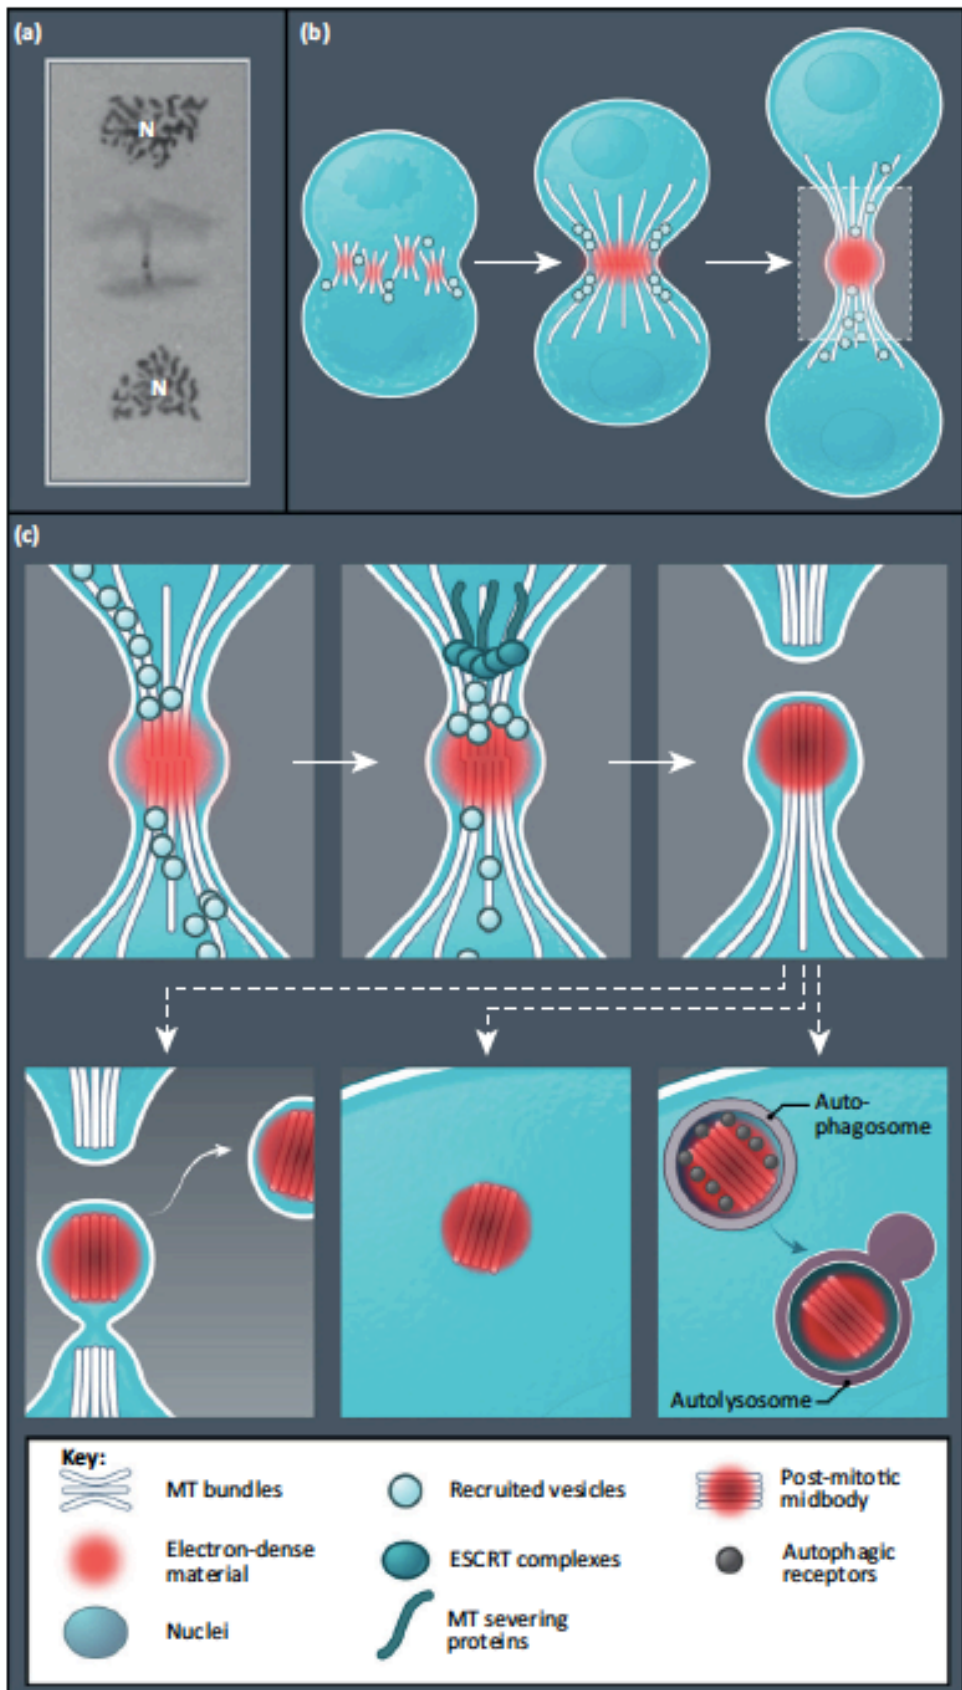 (a)
N
N
(b)
(c)
Auto-
phagosome
Autolysosome
Key:
MT bundles
Recruited vesicles
Post-mitotic
midbody
Electron-dense
material
ESCRT complexes
Autophagic
receptors
Nuclei
MT severing
proteins